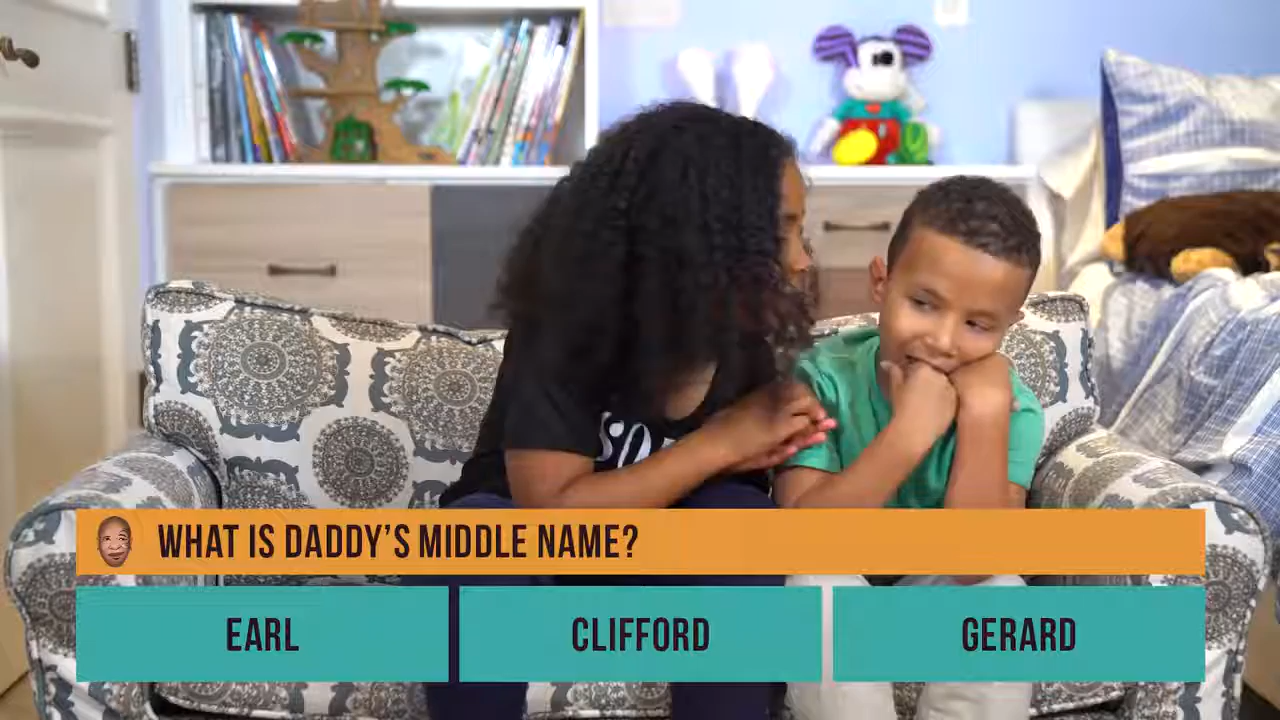 WHAT IS DADDY'S MIDDLE NAME?
EARL
CLIFFORD
GERARD